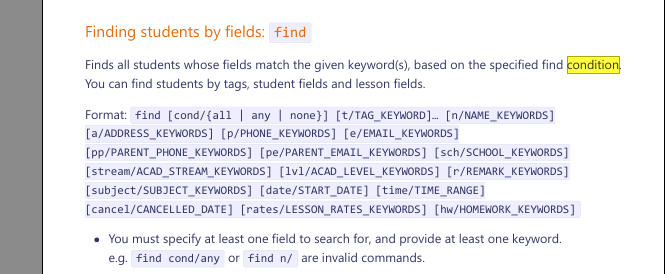 Finding students by fields: find
Finds all students whose fields match the given keyword(s), based on the specified find condition.
You can find students by tags, student fields and lesson fields.
Format: find [cond/{all | any | none}] [t/TAG_KEYWORD]… [n/NAME_KEYWORDS]
[a/ADDRESS_KEYWORDS] [p/PHONE_KEYWORDS] [e/EMAIL_KEYWORDS]
[pp/PARENT_PHONE_KEYWORDS] [pe/PARENT_EMAIL_KEYWORDS] [sch/SCHOOL_KEYWORDS]
[stream/ACAD_STREAM_KEYWORDS] [lvl/ACAD_LEVEL_KEYWORDS] [r/REMARK_KEYWORDS]
[subject/SUBJECT_KEYWORDS] [date/START_DATE] [time/TIME_RANGE]
[cancel/CANCELLED_DATE] [rates/LESSON_RATES_KEYWORDS] [hw/HOMEWORK_KEYWORDS]
• You must specify at least one field to search for, and provide at least one keyword.
e.g. find cond/any or find n/ are invalid commands.